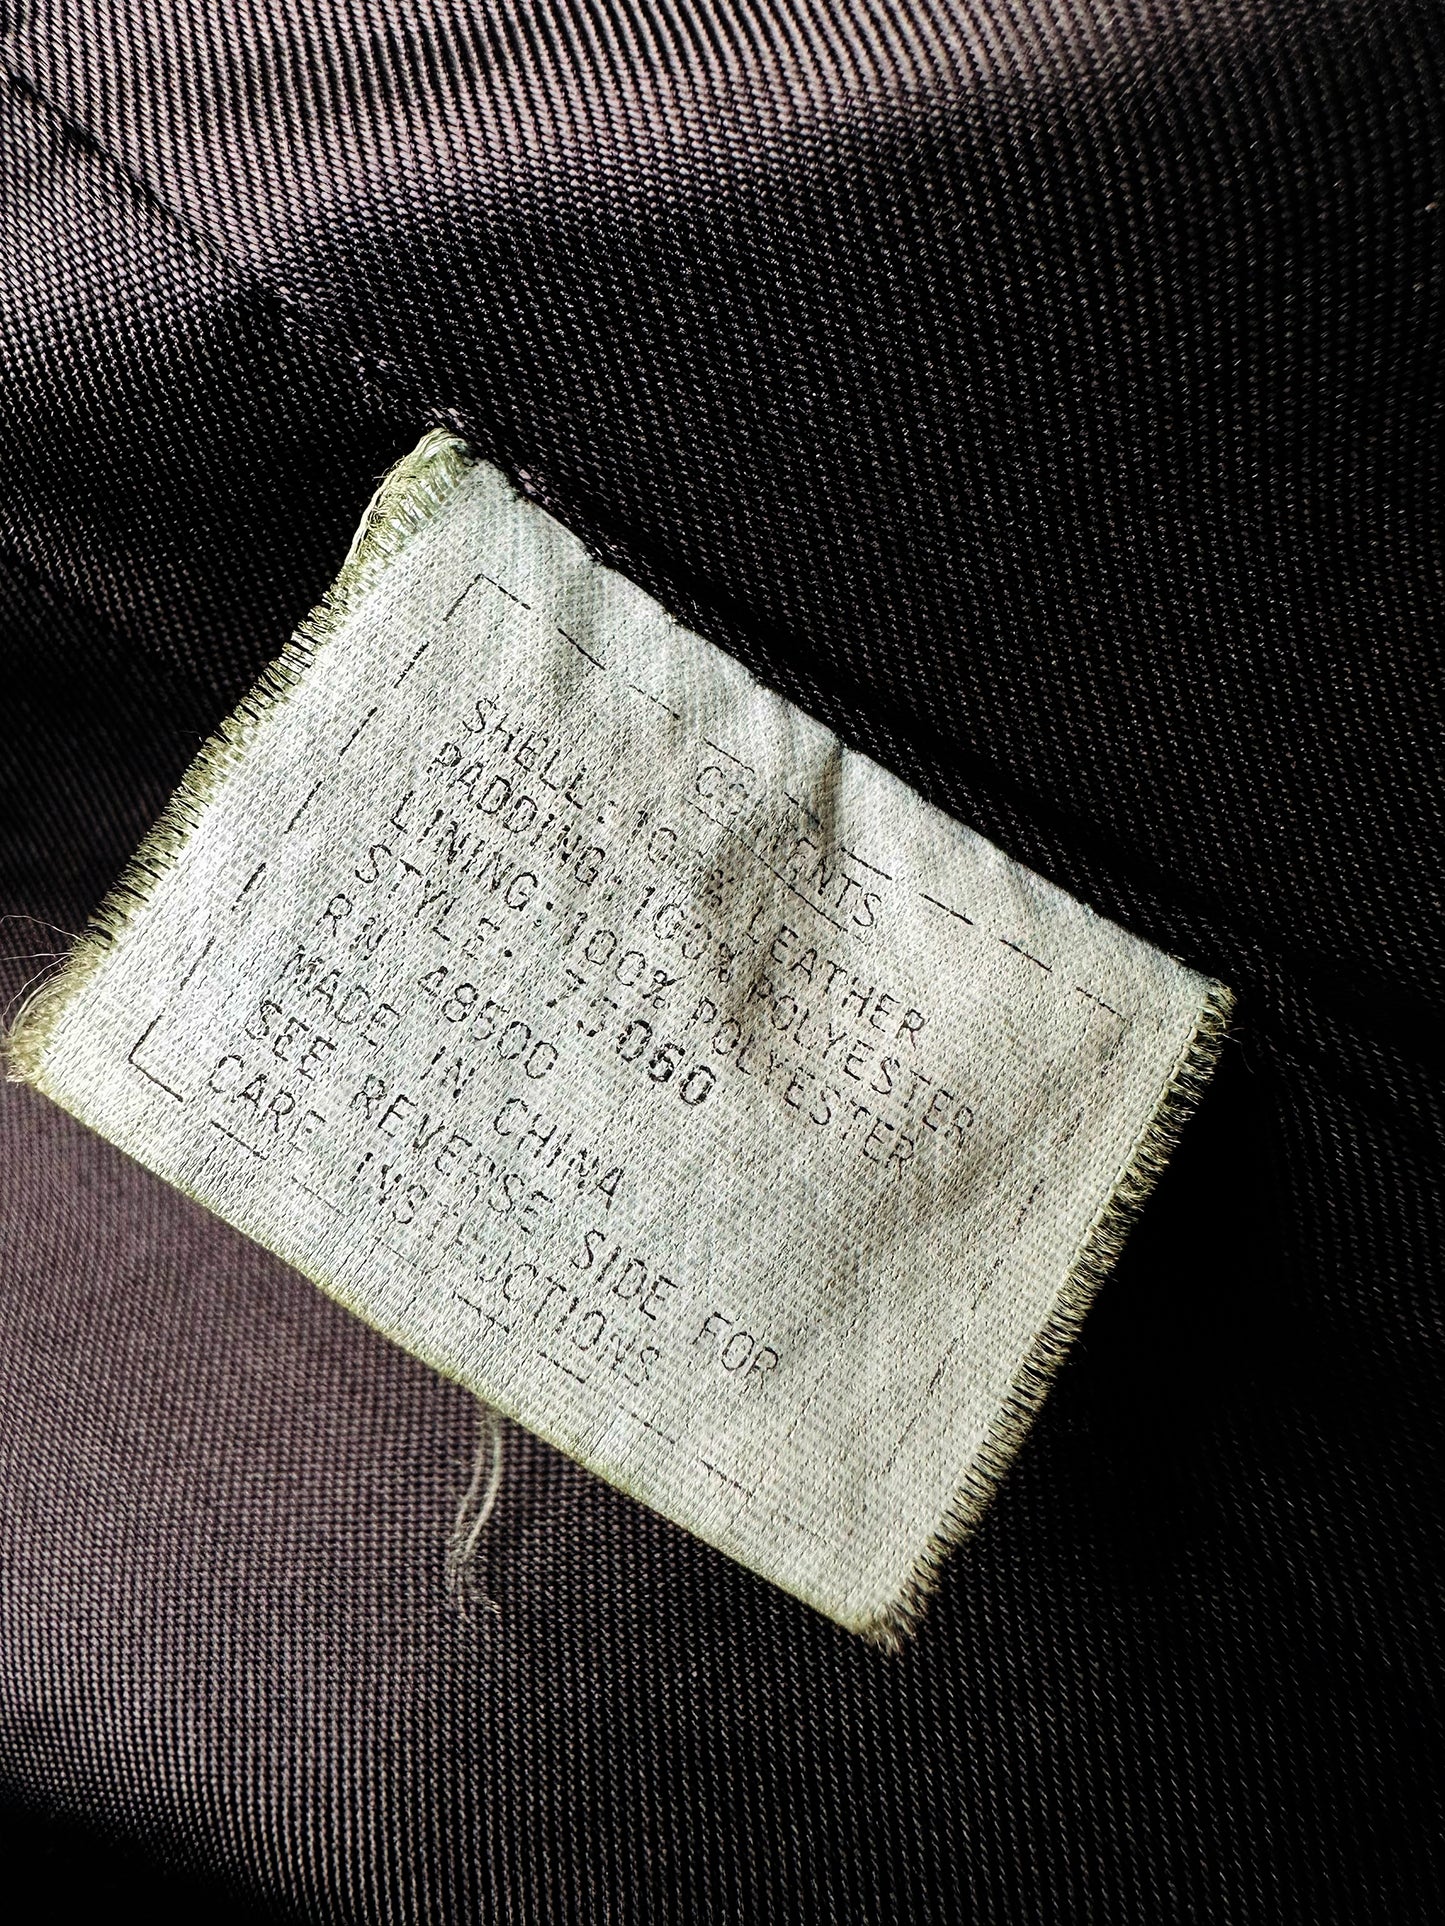 CONTENTS
SHELL: 100% LEATHER
PADDING: 100% POLYESTER
LINING: 100% POLYESTER
STYLE: 75060
RN 48500
MADE IN CHINA
SEE REVERSE SIDE FOR
CARE INSTRUCTIONS